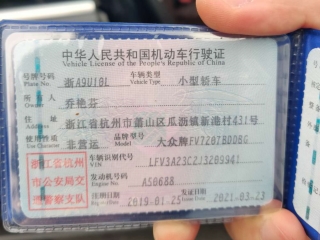 中华人民共和国机动车行驶证
Vehicle License of the People's Republic of China
号牌号码 浙A9U18L 车辆类型 小型轿车
Plate No. Vehicle Type
所有人 乔艳芬
Owner
住址 浙江省杭州市萧山区瓜沥镇新港村431号
Address
使用性质 非营运 品牌型号 大众牌FV7207BDDBG
Use Character Model
浙江省杭州市公安局交通警察支队
车辆识别代号 LFV3A23C2J3209941
VIN
发动机号码 A50688
Engine No.
注册日期 2019-01-25 发证日期 2021-03-23
Register Date Issue Date